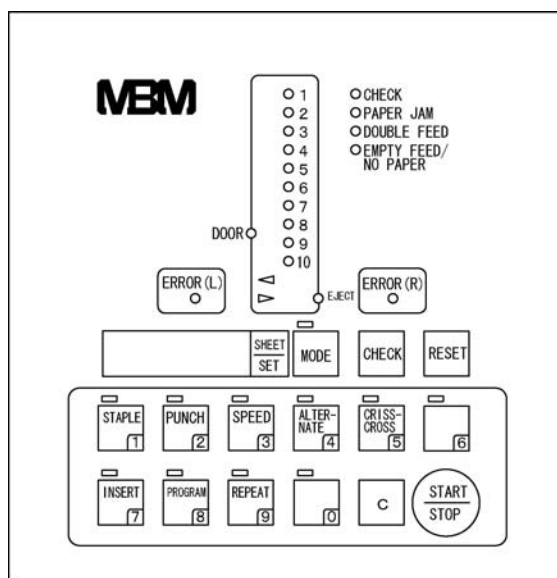 MBM
1
2
3
4
5
6
7
8
9
10
CHECK
PAPER JAM
DOUBLE FEED
EMPTY FEED/
NO PAPER
DOOR
EJECT
ERROR(L)
ERROR(R)
SHEET
SET
MODE
CHECK
RESET
STAPLE
1
PUNCH
2
SPEED
3
ALTER-
NATE
4
CRISS-
CROSS
5
6
INSERT
7
PROGRAM
8
REPEAT
9
0
C
START
STOP